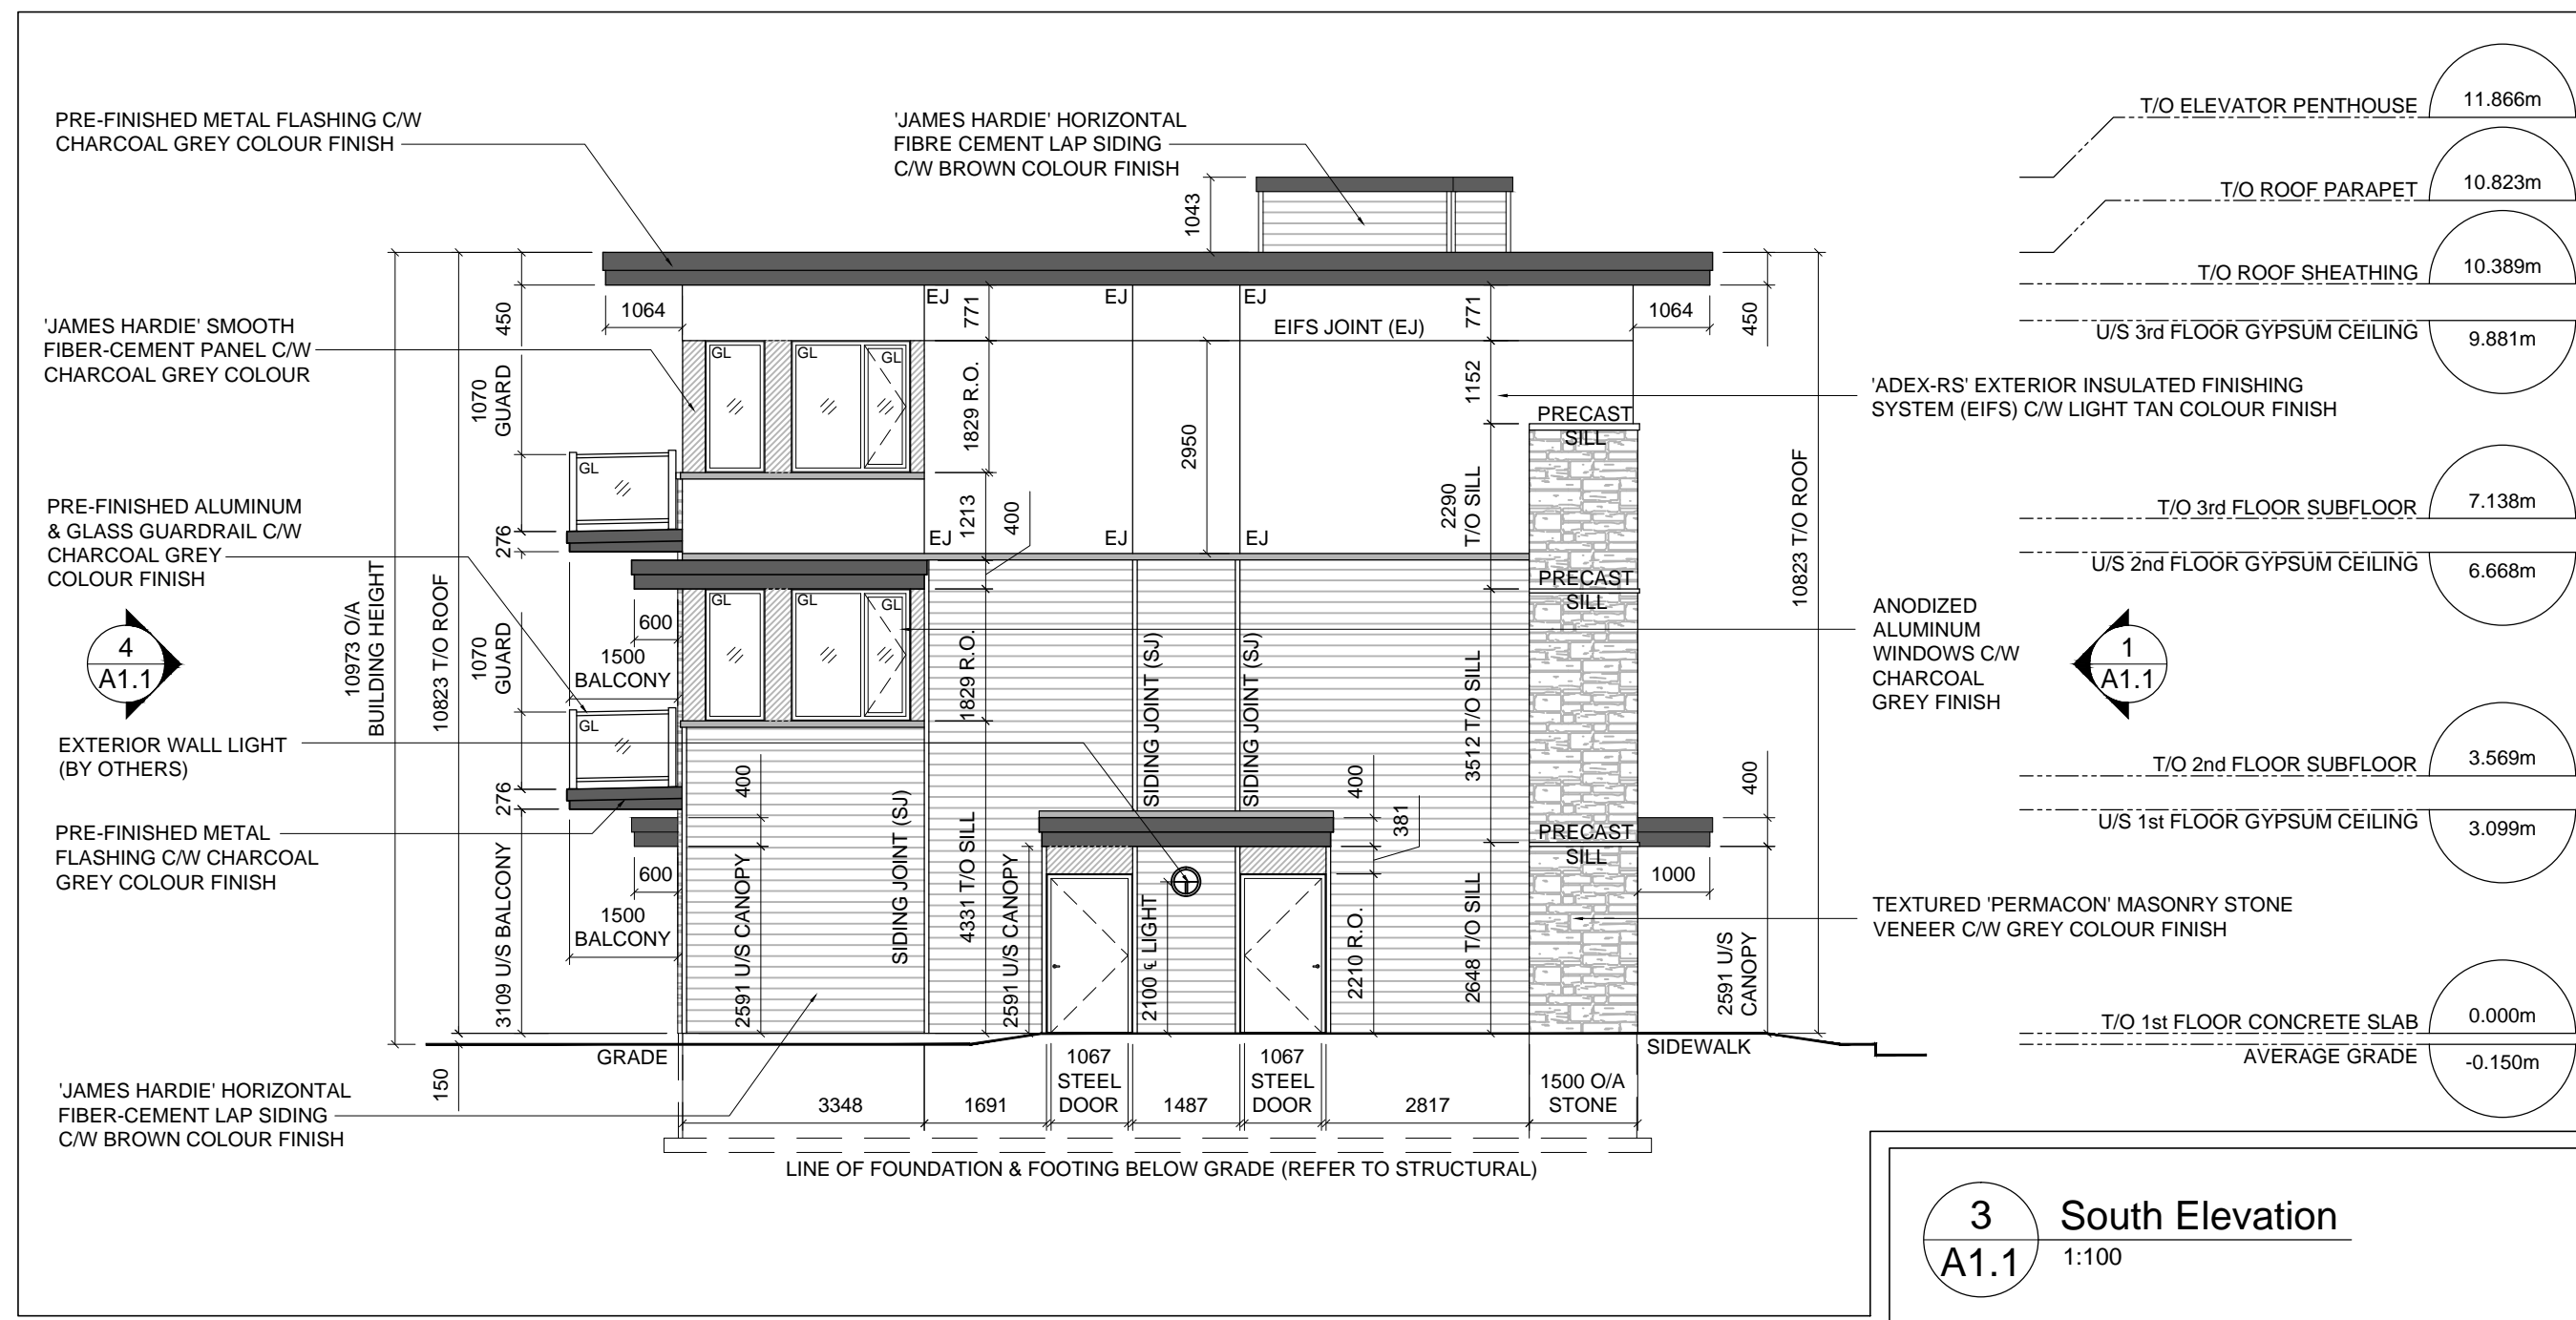 PRE-FINISHED METAL FLASHING C/W
CHARCOAL GREY COLOUR FINISH
'JAMES HARDIE' SMOOTH
FIBER-CEMENT PANEL C/W
CHARCOAL GREY COLOUR
PRE-FINISHED ALUMINUM
& GLASS GUARDRAIL C/W
CHARCOAL GREY
COLOUR FINISH
4
A1.1
EXTERIOR WALL LIGHT
(BY OTHERS)
PRE-FINISHED METAL
FLASHING C/W CHARCOAL
GREY COLOUR FINISH
'JAMES HARDIE' HORIZONTAL
FIBER-CEMENT LAP SIDING
C/W BROWN COLOUR FINISH
'JAMES HARDIE' HORIZONTAL
FIBRE CEMENT LAP SIDING
C/W BROWN COLOUR FINISH
1043
10973 O/A
BUILDING HEIGHT
10823 T/O ROOF
150
450
1070
GUARD
276
1070
GUARD
276
3109 U/S BALCONY
1064
GL
GL
GL
GL
600
1500
BALCONY
GL
GL
GL
GL
600
1500
BALCONY
400
2591 U/S CANOPY
SIDING JOINT (SJ)
EJ
771
EJ
EJ
EIFS JOINT (EJ)
771
1064
450
1829 R.O.
2950
1152
PRECAST
SILL
1213
400
2290
T/O SILL
EJ
EJ
EJ
PRECAST
SILL
1829 R.O.
SIDING JOINT (SJ)
SIDING JOINT (SJ)
3512 T/O SILL
10823 T/O ROOF
4331 T/O SILL
2591 U/S CANOPY
2100 ℄ LIGHT
400
381
2210 R.O.
2648 T/O SILL
PRECAST
SILL
400
1000
2591 U/S
CANOPY
GRADE
SIDEWALK
3348
1691
1067
STEEL
DOOR
1487
1067
STEEL
DOOR
2817
1500 O/A
STONE
LINE OF FOUNDATION & FOOTING BELOW GRADE (REFER TO STRUCTURAL)
'ADEX-RS' EXTERIOR INSULATED FINISHING
SYSTEM (EIFS) C/W LIGHT TAN COLOUR FINISH
ANODIZED
ALUMINUM
WINDOWS C/W
CHARCOAL
GREY FINISH
1
A1.1
TEXTURED 'PERMACON' MASONRY STONE
VENEER C/W GREY COLOUR FINISH
T/O ELEVATOR PENTHOUSE 11.866m
T/O ROOF PARAPET 10.823m
T/O ROOF SHEATHING 10.389m
U/S 3rd FLOOR GYPSUM CEILING 9.881m
T/O 3rd FLOOR SUBFLOOR 7.138m
U/S 2nd FLOOR GYPSUM CEILING 6.668m
T/O 2nd FLOOR SUBFLOOR 3.569m
U/S 1st FLOOR GYPSUM CEILING 3.099m
T/O 1st FLOOR CONCRETE SLAB 0.000m
AVERAGE GRADE -0.150m
3
A1.1
South Elevation
1:100